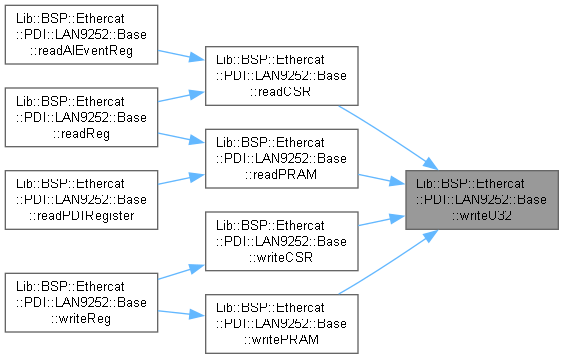 Lib::BSP::Ethercat
::PDI::LAN9252::Base
::readAlEventReg
Lib::BSP::Ethercat
::PDI::LAN9252::Base
::readReg
Lib::BSP::Ethercat
::PDI::LAN9252::Base
::readPDIRegister
Lib::BSP::Ethercat
::PDI::LAN9252::Base
::writeReg
Lib::BSP::Ethercat
::PDI::LAN9252::Base
::readCSR
Lib::BSP::Ethercat
::PDI::LAN9252::Base
::readPRAM
Lib::BSP::Ethercat
::PDI::LAN9252::Base
::writeCSR
Lib::BSP::Ethercat
::PDI::LAN9252::Base
::writePRAM
Lib::BSP::Ethercat
::PDI::LAN9252::Base
::writeU32